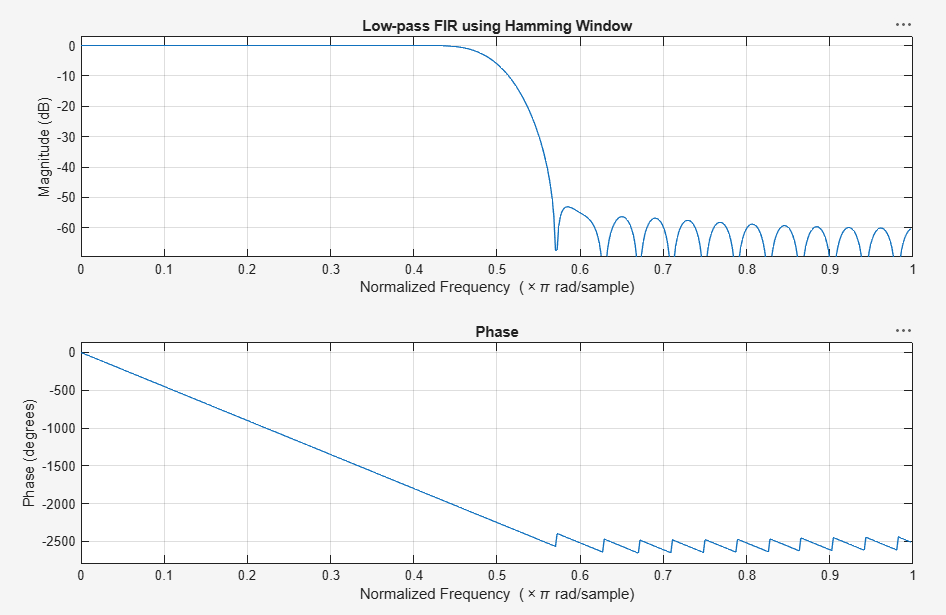 Low-pass FIR using Hamming Window
Magnitude (dB)
0
-10
-20
-30
-40
-50
-60
0 0.1 0.2 0.3 0.4 0.5 0.6 0.7 0.8 0.9 1
Normalized Frequency (× π rad/sample)
Phase
Phase (degrees)
0
-500
-1000
-1500
-2000
-2500
0 0.1 0.2 0.3 0.4 0.5 0.6 0.7 0.8 0.9 1
Normalized Frequency (× π rad/sample)